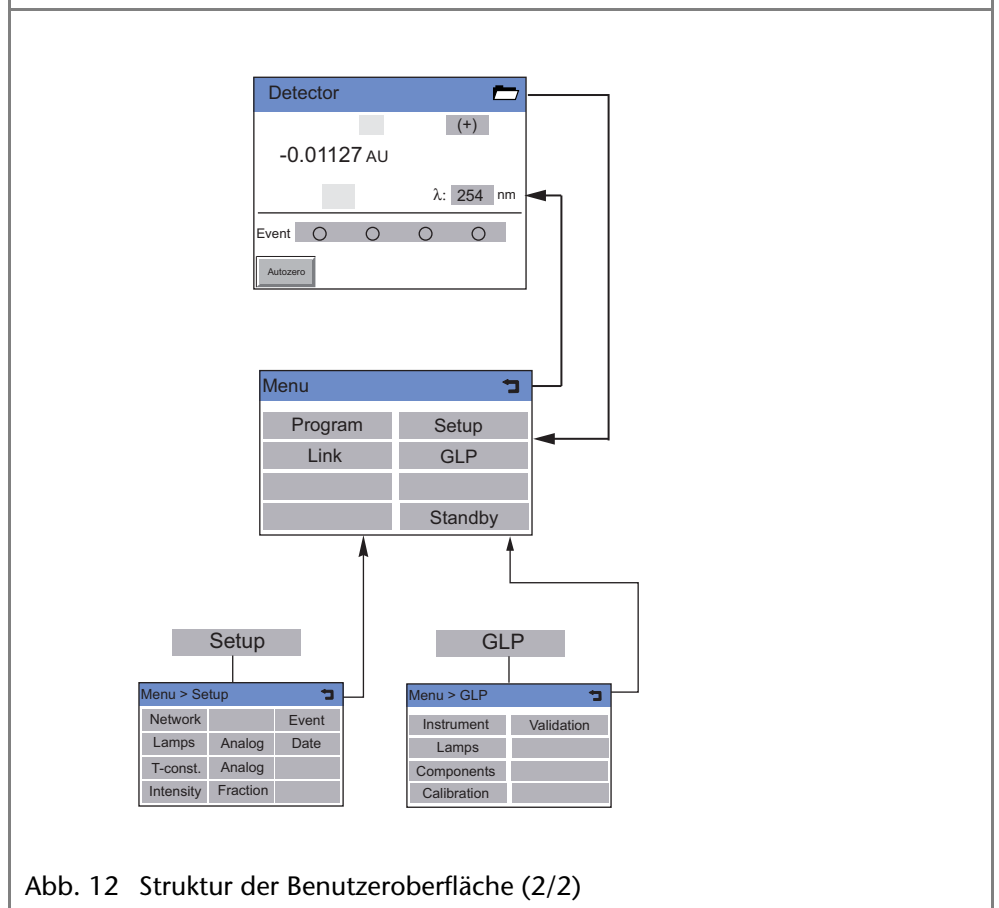 Detector
(+)
-0.01127 AU
λ: 254 nm
Event
Autozero
Menu
Program Setup
Link GLP
Standby
Setup
GLP
Menu > Setup
Network Event
Lamps Analog Date
T-const. Analog
Intensity Fraction
Menu > GLP
Instrument Validation
Lamps
Components
Calibration
Abb. 12 Struktur der Benutzeroberfläche (2/2)